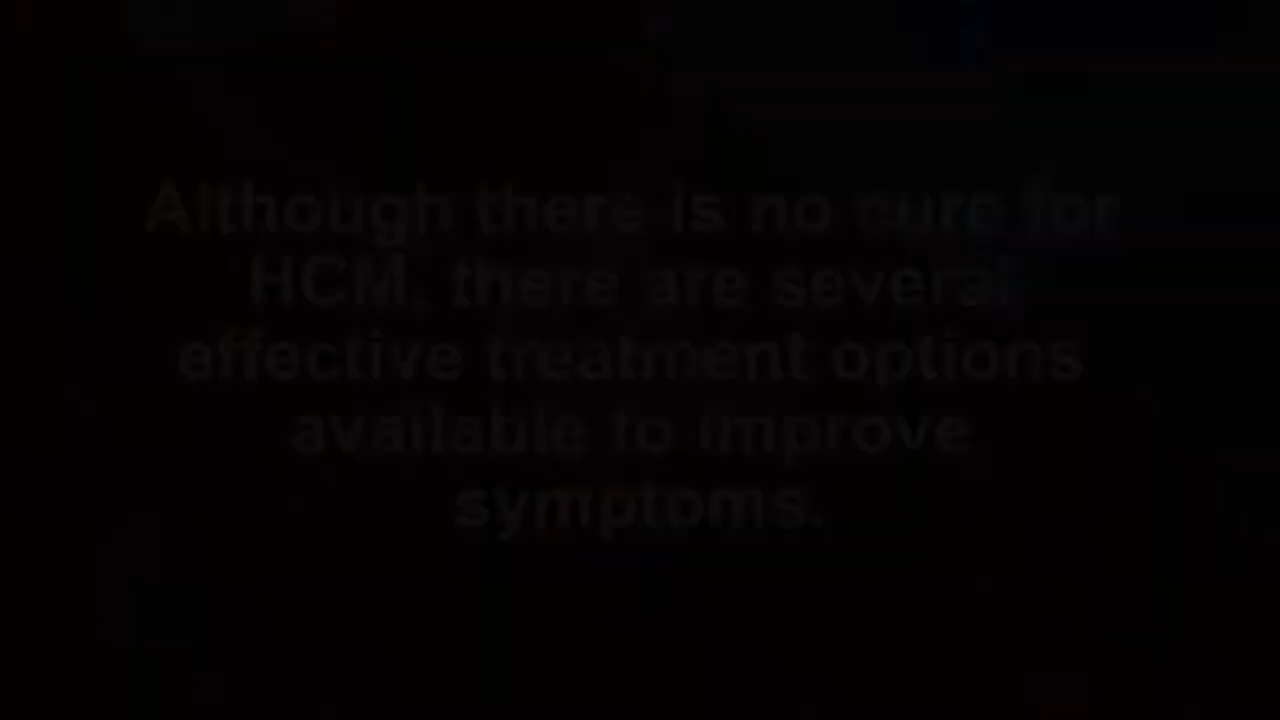 Although there is no cure for
HCM, there are several
effective treatment options
available to improve
symptoms.